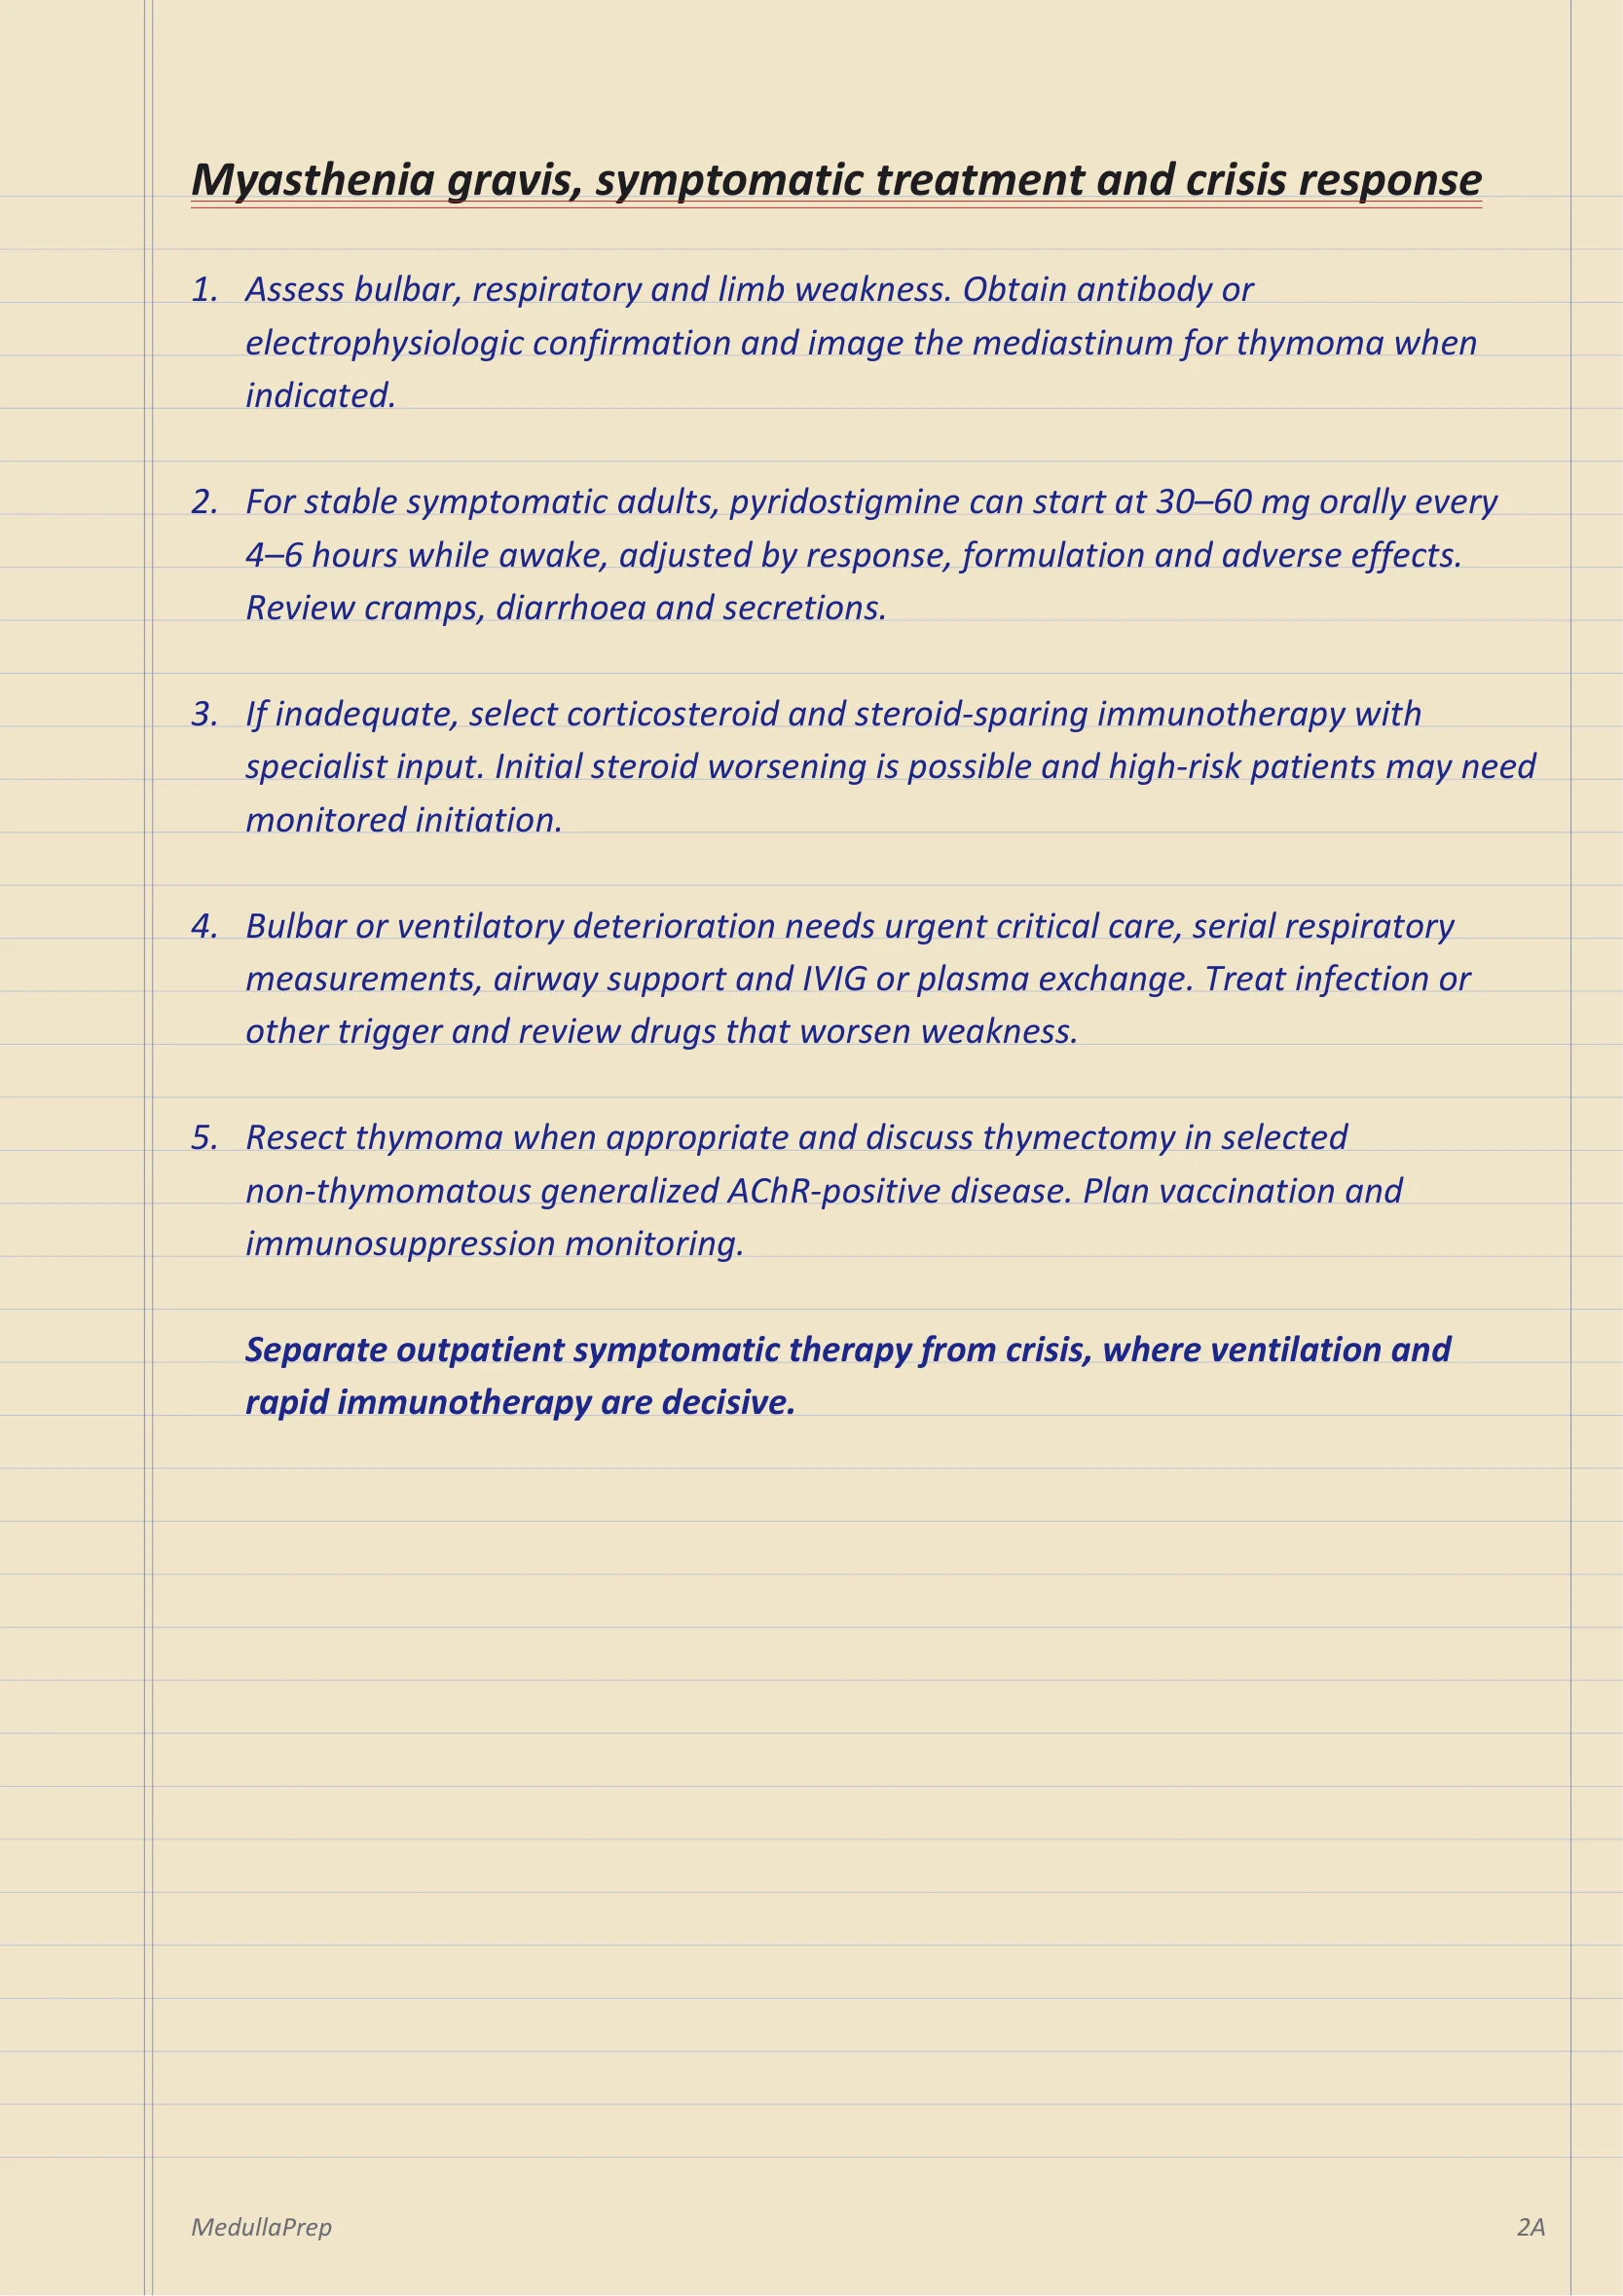 Myasthenia gravis, symptomatic treatment and crisis response
1. Assess bulbar, respiratory and limb weakness. Obtain antibody or
electrophysiologic confirmation and image the mediastinum for thymoma when
indicated.
2. For stable symptomatic adults, pyridostigmine can start at 30–60 mg orally every
4–6 hours while awake, adjusted by response, formulation and adverse effects.
Review cramps, diarrhoea and secretions.
3. If inadequate, select corticosteroid and steroid-sparing immunotherapy with
specialist input. Initial steroid worsening is possible and high-risk patients may need
monitored initiation.
4. Bulbar or ventilatory deterioration needs urgent critical care, serial respiratory
measurements, airway support and IVIG or plasma exchange. Treat infection or
other trigger and review drugs that worsen weakness.
5. Resect thymoma when appropriate and discuss thymectomy in selected
non-thymomatous generalized AChR-positive disease. Plan vaccination and
immunosuppression monitoring.
Separate outpatient symptomatic therapy from crisis, where ventilation and
rapid immunotherapy are decisive.
MedullaPrep
2A